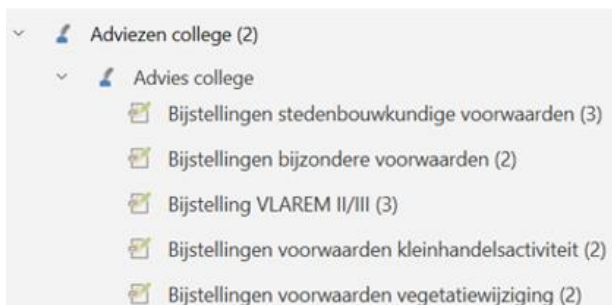 Adviezen college (2)
Advies college
Bijstellingen stedenbouwkundige voorwaarden (3)
Bijstellingen bijzondere voorwaarden (2)
Bijstelling VLAREM II/III (3)
Bijstellingen voorwaarden kleinhandelsactiviteit (2)
Bijstellingen voorwaarden vegetatiewijziging (2)